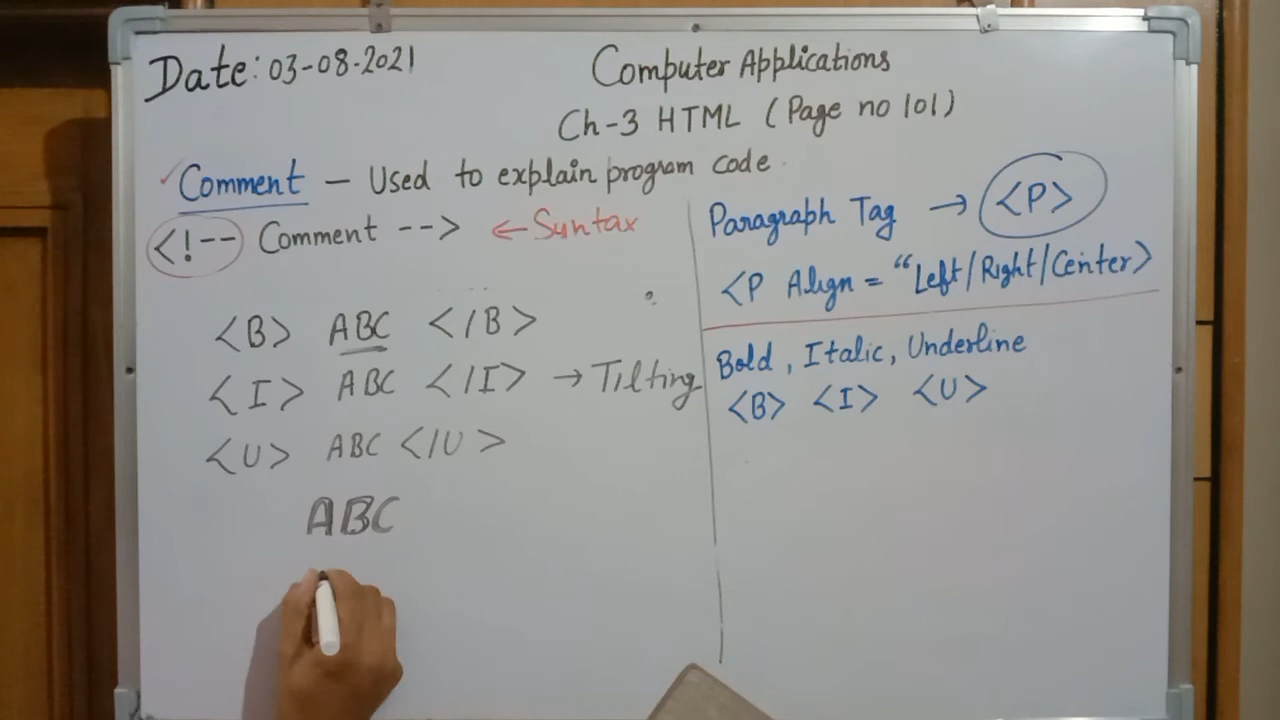 Date: 03-08-2021
Computer Applications
Ch-3 HTML (Page no 101)
Comment - Used to explain program code
<!-- Comment --> ← Syntax
<B> ABC </B>
<I> ABC </I> → Tilting
<U> ABC </U>
ABC
Paragraph Tag → <P>
<P Align = "Left/Right/Center>
Bold, Italic, Underline
<B> <I> <U>